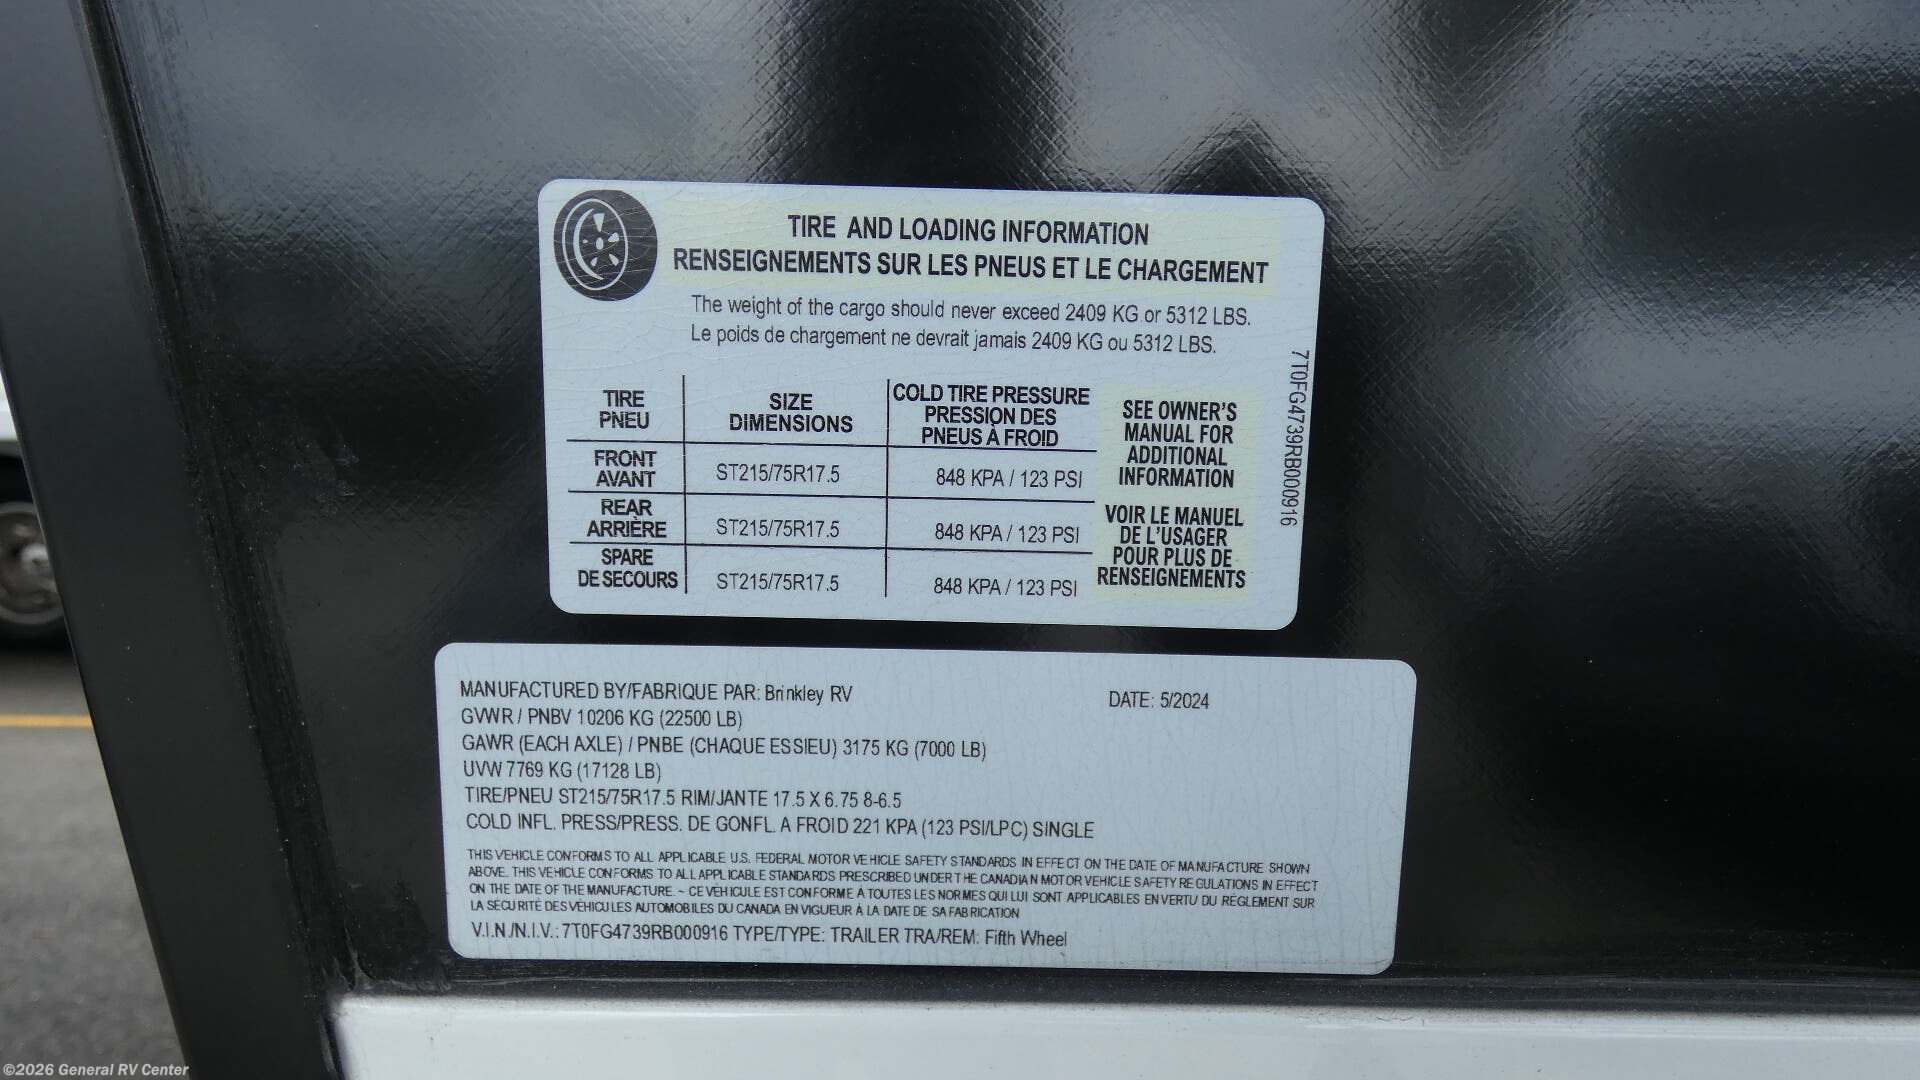 TIRE AND LOADING INFORMATION
RENSEIGNEMENTS SUR LES PNEUS ET LE CHARGEMENT
The weight of the cargo should never exceed 2409 KG or 5312 LBS.
Le poids de chargement ne devrait jamais 2409 KG ou 5312 LBS.
TIRE
PNEU
SIZE
DIMENSIONS
COLD TIRE PRESSURE
PRESSION DES
PNEUS À FROID
FRONT
AVANT
ST215/75R17.5
848 KPA / 123 PSI
REAR
ARRIÈRE
ST215/75R17.5
848 KPA / 123 PSI
SPARE
DE SECOURS
ST215/75R17.5
848 KPA / 123 PSI
SEE OWNER'S
MANUAL FOR
ADDITIONAL
INFORMATION
VOIR LE MANUEL
DE L'USAGER
POUR PLUS DE
RENSEIGNEMENTS
7T0FG4739RB000916
MANUFACTURED BY/FABRIQUE PAR: Brinkley RV
DATE: 5/2024
GVWR / PNBV 10206 KG (22500 LB)
GAWR (EACH AXLE) / PNBE (CHAQUE ESSIEU) 3175 KG (7000 LB)
UVW 7769 KG (17128 LB)
TIRE/PNEU ST215/75R17.5 RIM/JANTE 17.5 X 6.75 8-6.5
COLD INFL. PRESS/PRESS. DE GONFL. A FROID 221 KPA (123 PSI/LPC) SINGLE
THIS VEHICLE CONFORMS TO ALL APPLICABLE U.S. FEDERAL MOTOR VEHICLE SAFETY STANDARDS IN EFFECT ON THE DATE OF MANUFACTURE SHOWN
ABOVE. THIS VEHICLE CONFORMS TO ALL APPLICABLE STANDARDS PRESCRIBED UNDER THE CANADIAN MOTOR VEHICLE SAFETY REGULATIONS IN EFFECT
ON THE DATE OF THE MANUFACTURE. ~ CE VÉHICULE EST CONFORME À TOUTES LES NORMES QUI LUI SONT APPLICABLES EN VERTU DU RÈGLEMENT SUR
LA SÉCURITÉ DES VÉHICULES AUTOMOBILES DU CANADA EN VIGUEUR À LA DATE DE SA FABRICATION
V.I.N./N.I.V.: 7T0FG4739RB000916 TYPE/TYPE: TRAILER TRA/REM: Fifth Wheel
©2026 General RV Center